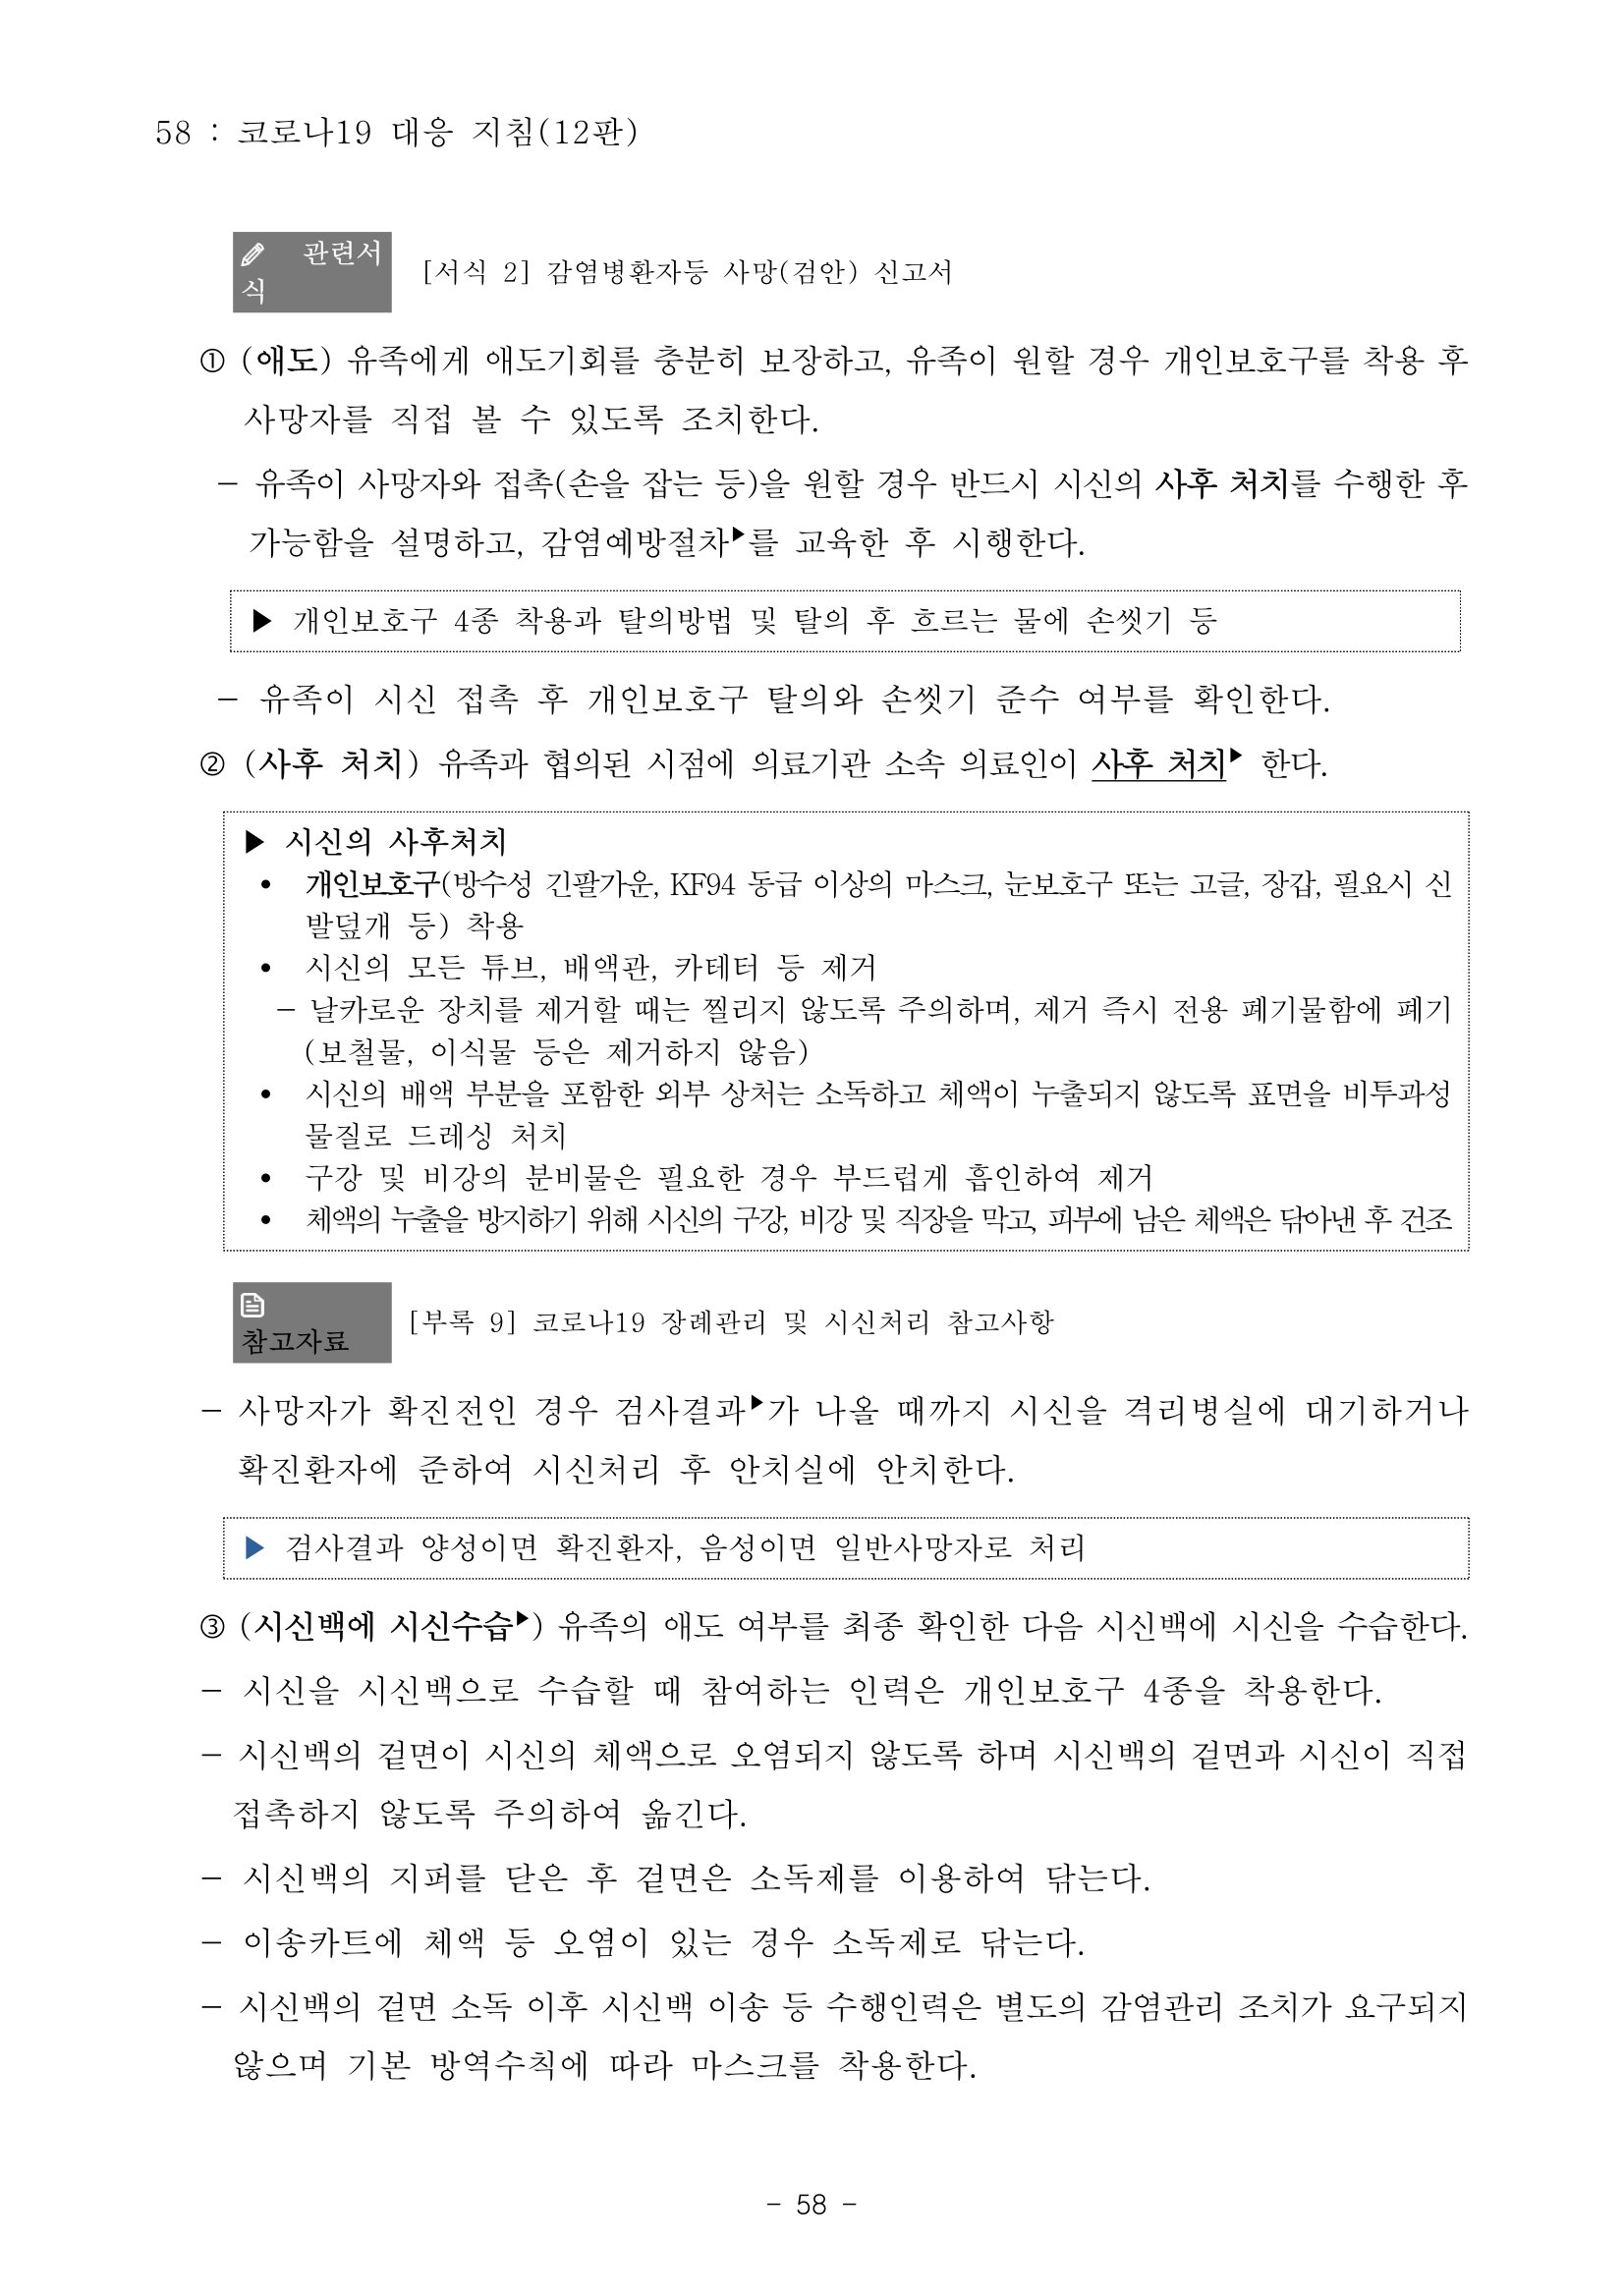 58 : 코로나19 대응 지침(12판)
관련서
식
[서식 2] 감염병환자등 사망(검안) 신고서
① (애도) 유족에게 애도기회를 충분히 보장하고, 유족이 원할 경우 개인보호구를 착용 후
사망자를 직접 볼 수 있도록 조치한다.
– 유족이 사망자와 접촉(손을 잡는 등)을 원할 경우 반드시 시신의 사후 처치를 수행한 후
가능함을 설명하고, 감염예방절차▶를 교육한 후 시행한다.
▶ 개인보호구 4종 착용과 탈의방법 및 탈의 후 흐르는 물에 손씻기 등
– 유족이 시신 접촉 후 개인보호구 탈의와 손씻기 준수 여부를 확인한다.
② (사후 처치) 유족과 협의된 시점에 의료기관 소속 의료인이 사후 처치▶ 한다.
▶ 시신의 사후처치
• 개인보호구(방수성 긴팔가운, KF94 동급 이상의 마스크, 눈보호구 또는 고글, 장갑, 필요시 신
발덮개 등) 착용
• 시신의 모든 튜브, 배액관, 카테터 등 제거
– 날카로운 장치를 제거할 때는 찔리지 않도록 주의하며, 제거 즉시 전용 폐기물함에 폐기
(보철물, 이식물 등은 제거하지 않음)
• 시신의 배액 부분을 포함한 외부 상처는 소독하고 체액이 누출되지 않도록 표면을 비투과성
물질로 드레싱 처치
• 구강 및 비강의 분비물은 필요한 경우 부드럽게 흡인하여 제거
• 체액의 누출을 방지하기 위해 시신의 구강, 비강 및 직장을 막고, 피부에 남은 체액은 닦아낸 후 건조
참고자료
[부록 9] 코로나19 장례관리 및 시신처리 참고사항
– 사망자가 확진전인 경우 검사결과▶가 나올 때까지 시신을 격리병실에 대기하거나
확진환자에 준하여 시신처리 후 안치실에 안치한다.
▶ 검사결과 양성이면 확진환자, 음성이면 일반사망자로 처리
③ (시신백에 시신수습▶) 유족의 애도 여부를 최종 확인한 다음 시신백에 시신을 수습한다.
– 시신을 시신백으로 수습할 때 참여하는 인력은 개인보호구 4종을 착용한다.
– 시신백의 겉면이 시신의 체액으로 오염되지 않도록 하며 시신백의 겉면과 시신이 직접
접촉하지 않도록 주의하여 옮긴다.
– 시신백의 지퍼를 닫은 후 겉면은 소독제를 이용하여 닦는다.
– 이송카트에 체액 등 오염이 있는 경우 소독제로 닦는다.
– 시신백의 겉면 소독 이후 시신백 이송 등 수행인력은 별도의 감염관리 조치가 요구되지
않으며 기본 방역수칙에 따라 마스크를 착용한다.
- 58 -